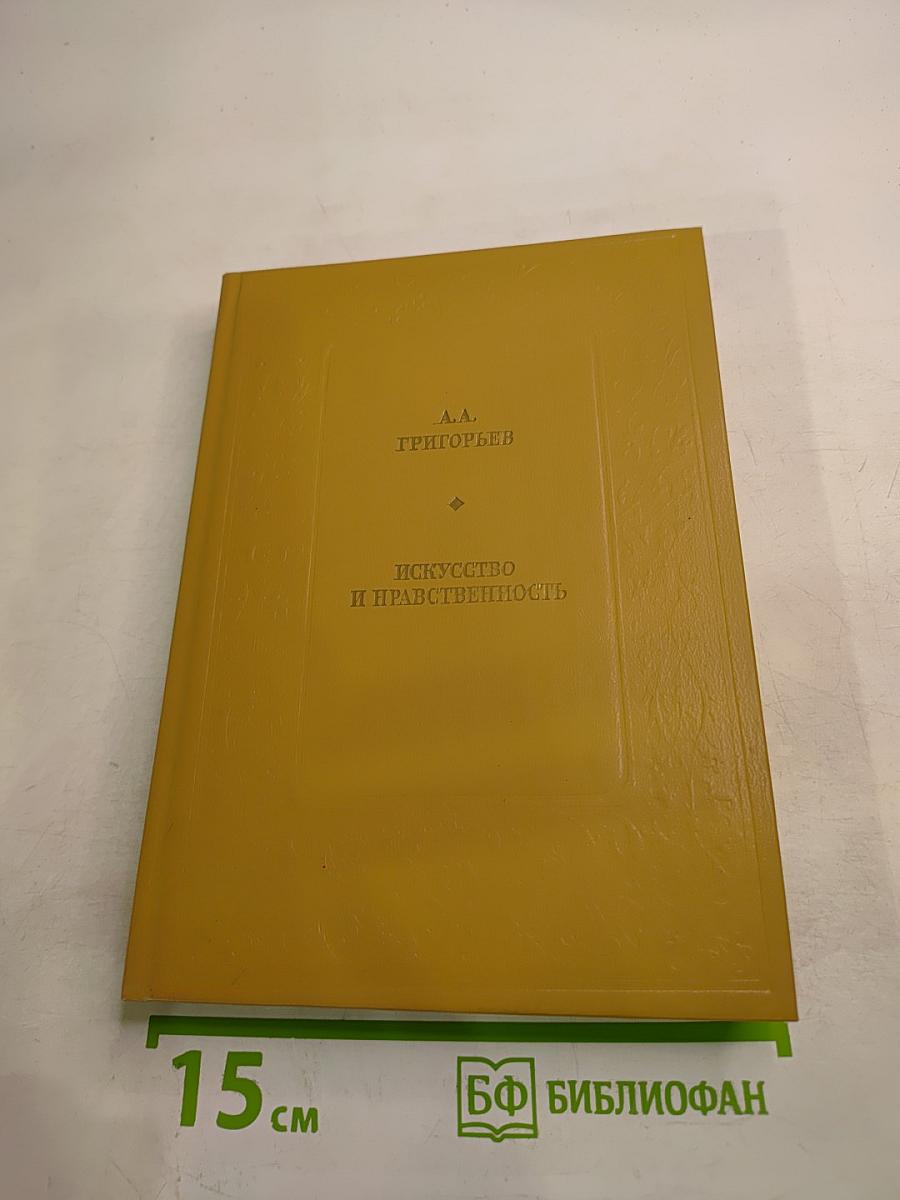 А.А.
ГРИГОРЬЕВ
ИСКУССТВО
И НРАВСТВЕННОСТЬ
15 см
БФ БИБЛИОФАН